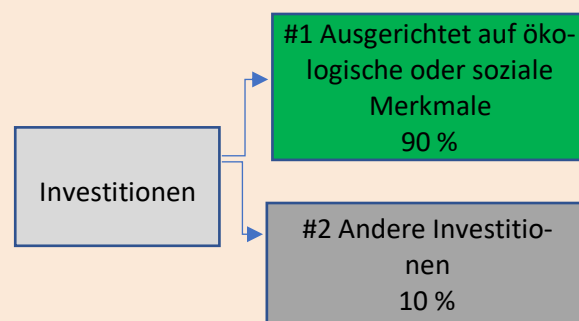 #1 Ausgerichtet auf öko-
logische oder soziale
Merkmale
90 %
Investitionen
#2 Andere Investitio-
nen
10 %